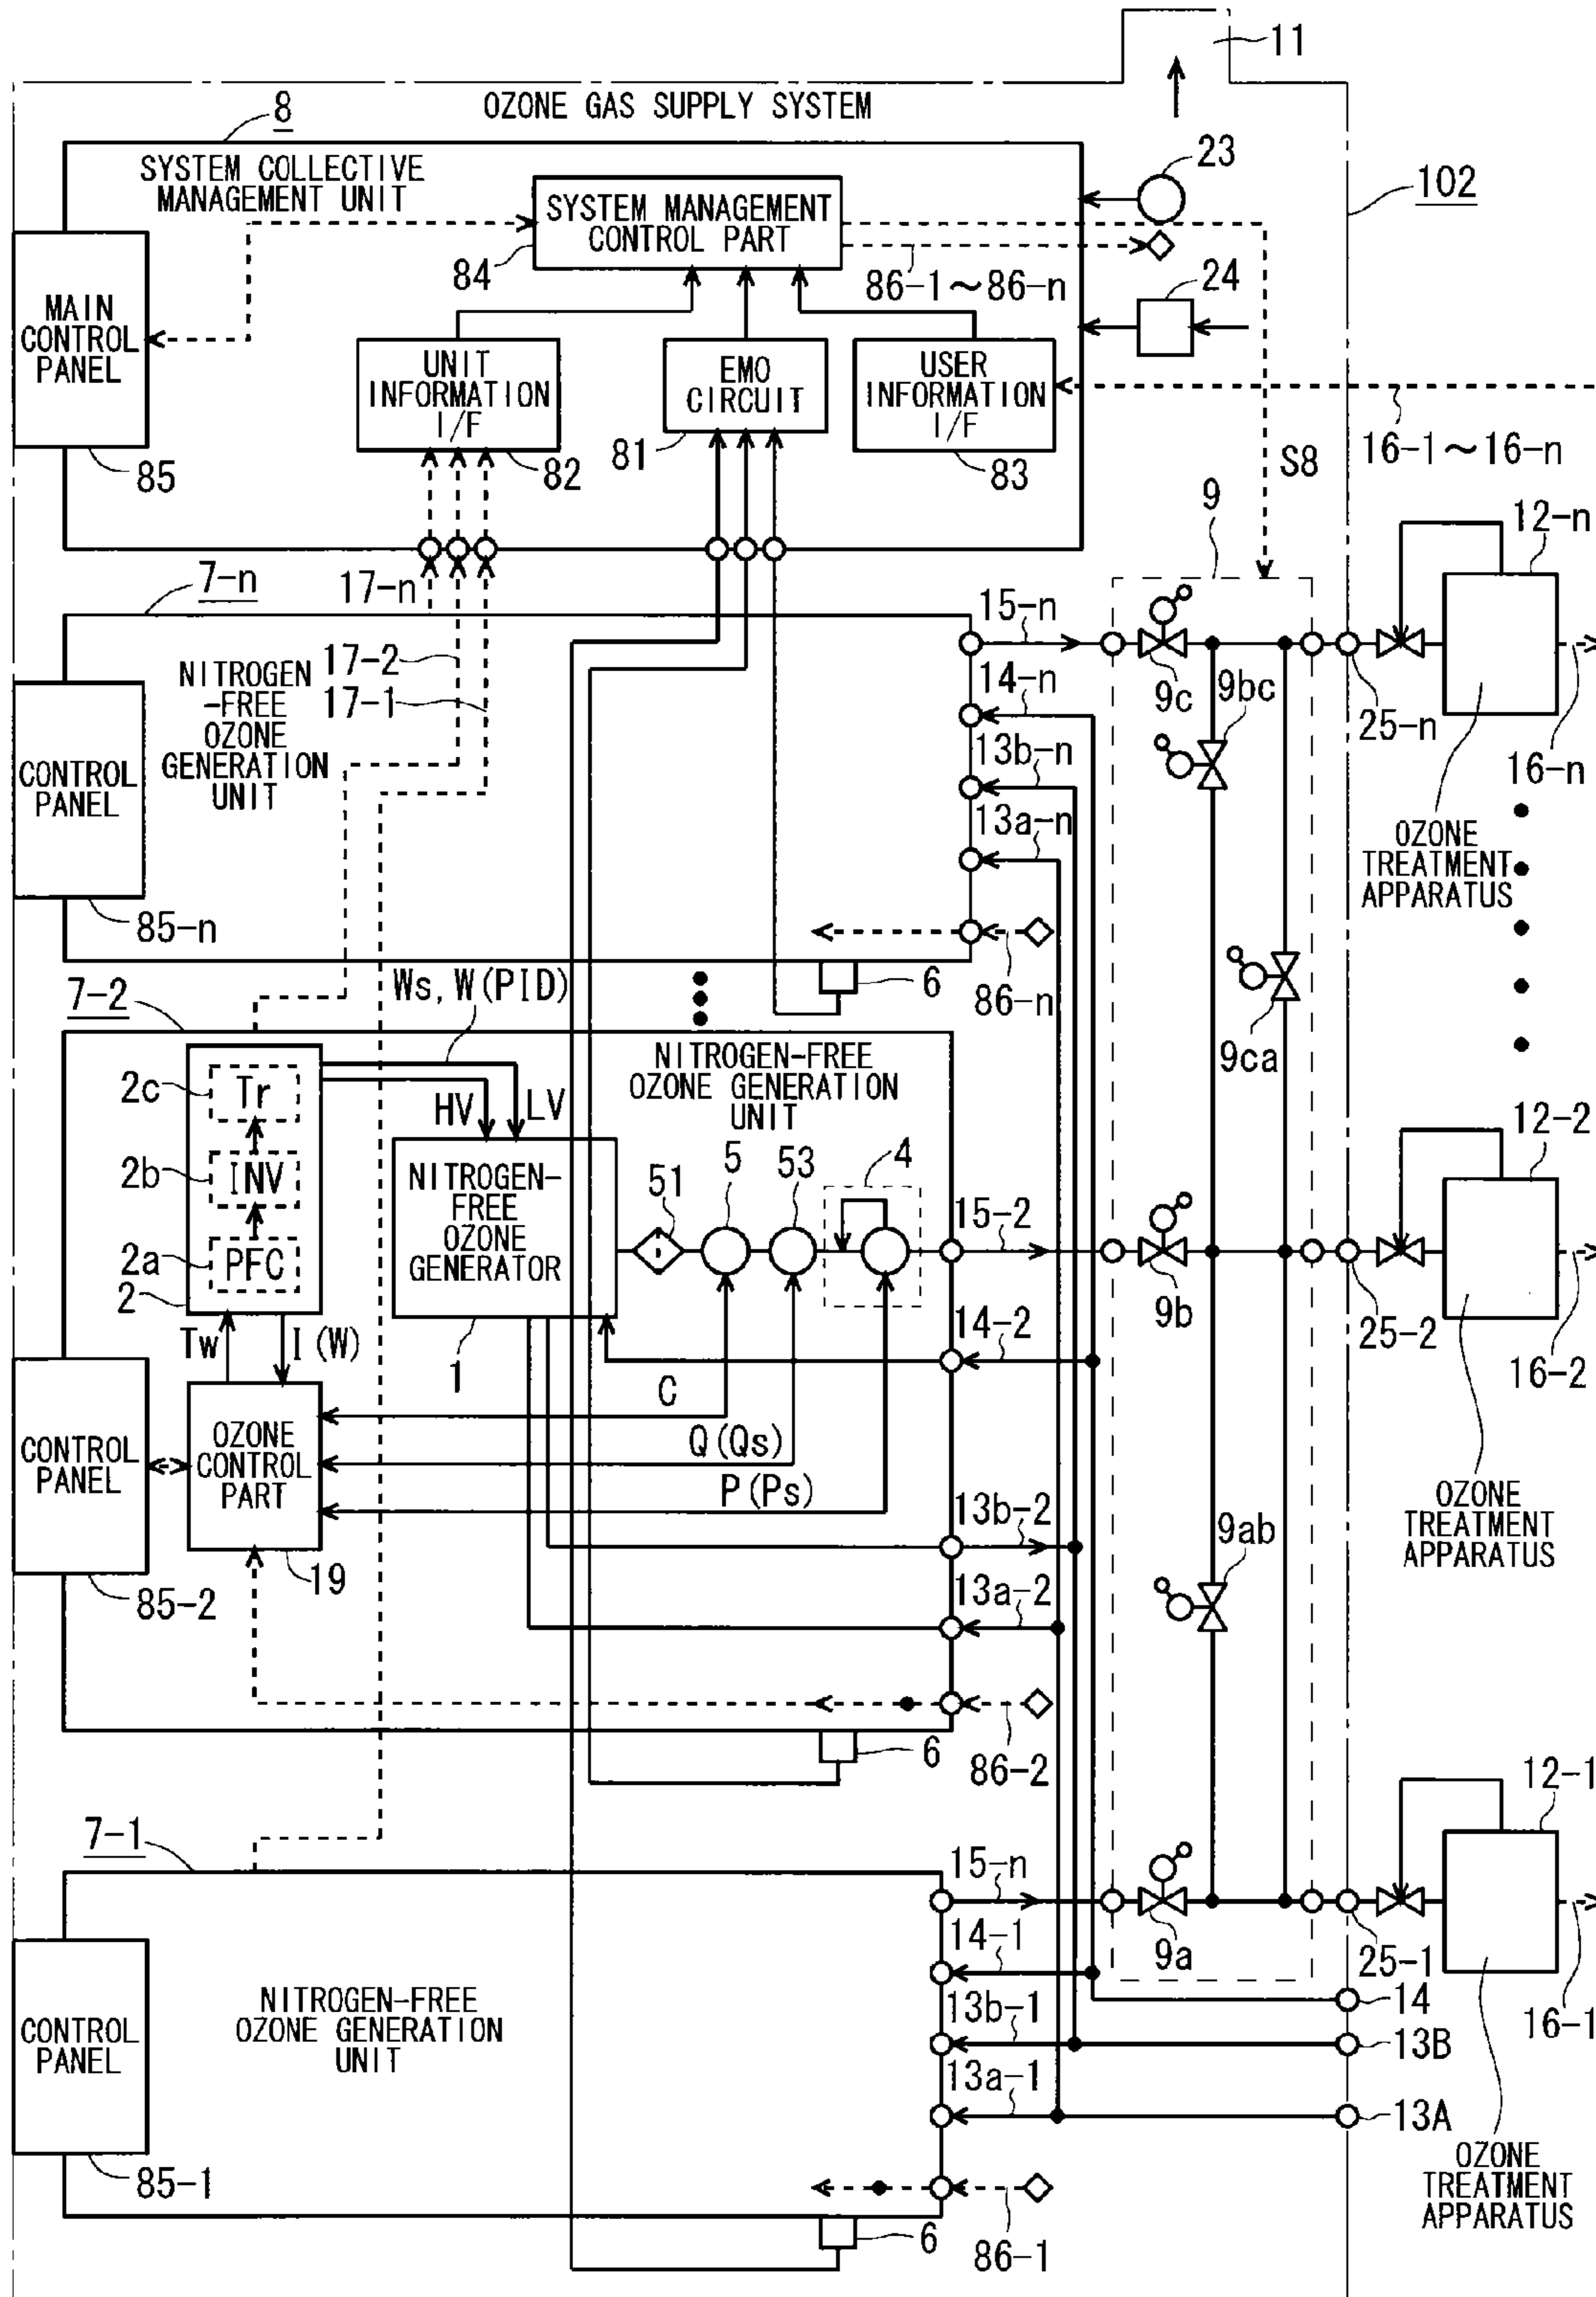 11
OZONE GAS SUPPLY SYSTEM
8
SYSTEM COLLECTIVE
MANAGEMENT UNIT
23
102
SYSTEM MANAGEMENT
CONTROL PART
84
86-1～86-n
24
MAIN
CONTROL
PANEL
85
UNIT
INFORMATION
I/F
82
EMO
CIRCUIT
81
USER
INFORMATION
I/F
83
16-1～16-n
S8
9
12-n
7-n
17-n
17-2
17-1
NITROGEN
-FREE
OZONE
GENERATION
UNIT
CONTROL
PANEL
85-n
15-n
14-n
13b-n
13a-n
9c
9bc
25-n
16-n
OZONE
TREATMENT
APPARATUS
6
86-n
9ca
7-2
Ws, W(PID)
NITROGEN-FREE
OZONE GENERATION
UNIT
2c
Tr
2b
INV
2a
PFC
2
HV
LV
NITROGEN-
FREE
OZONE
GENERATOR
1
51
5
53
4
15-2
14-2
9b
25-2
12-2
16-2
OZONE
TREATMENT
APPARATUS
Tw
I(W)
C
Q(Qs)
P(Ps)
CONTROL
PANEL
85-2
OZONE
CONTROL
PART
19
13b-2
13a-2
9ab
6
86-2
7-1
15-n
14-1
13b-1
13a-1
9a
25-1
12-1
16-1
14
13B
13A
CONTROL
PANEL
85-1
NITROGEN-FREE
OZONE GENERATION
UNIT
OZONE
TREATMENT
APPARATUS
6
86-1